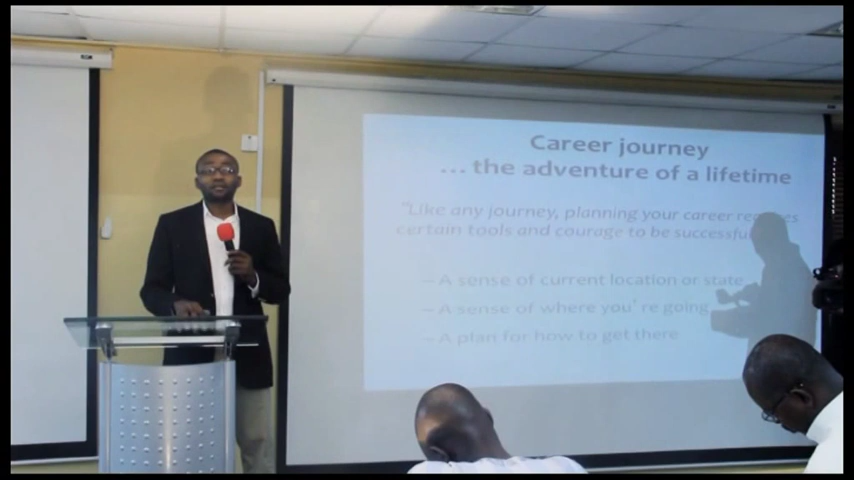 Career journey
... the adventure of a lifetime
"Like any journey, planning your career requires
certain tools and courage to be successful
– A sense of current location or state
– A sense of where you're going
– A plan for how to get there